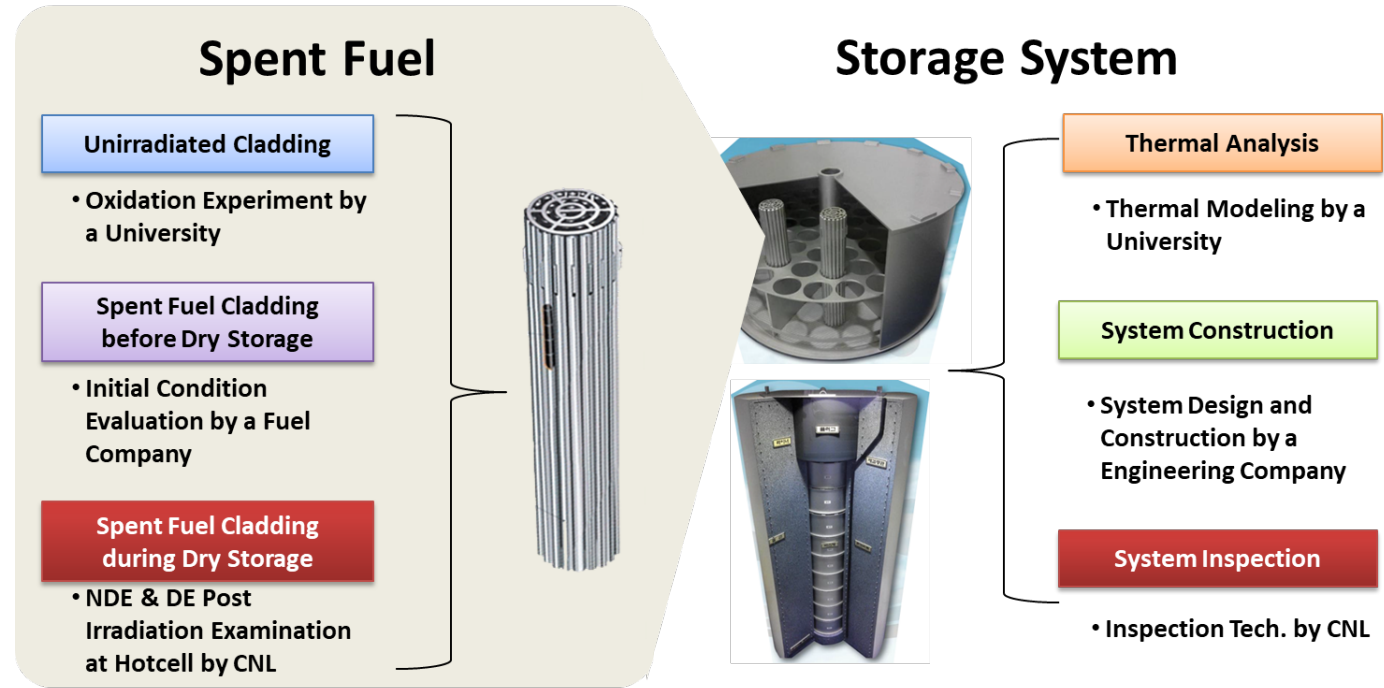 Spent Fuel
Unirradiated Cladding
• Oxidation Experiment by
a University
Spent Fuel Cladding
before Dry Storage
• Initial Condition
Evaluation by a Fuel
Company
Spent Fuel Cladding
during Dry Storage
• NDE & DE Post
Irradiation Examination
at Hotcell by CNL
Storage System
Thermal Analysis
• Thermal Modeling by a
University
System Construction
• System Design and
Construction by a
Engineering Company
System Inspection
• Inspection Tech. by CNL